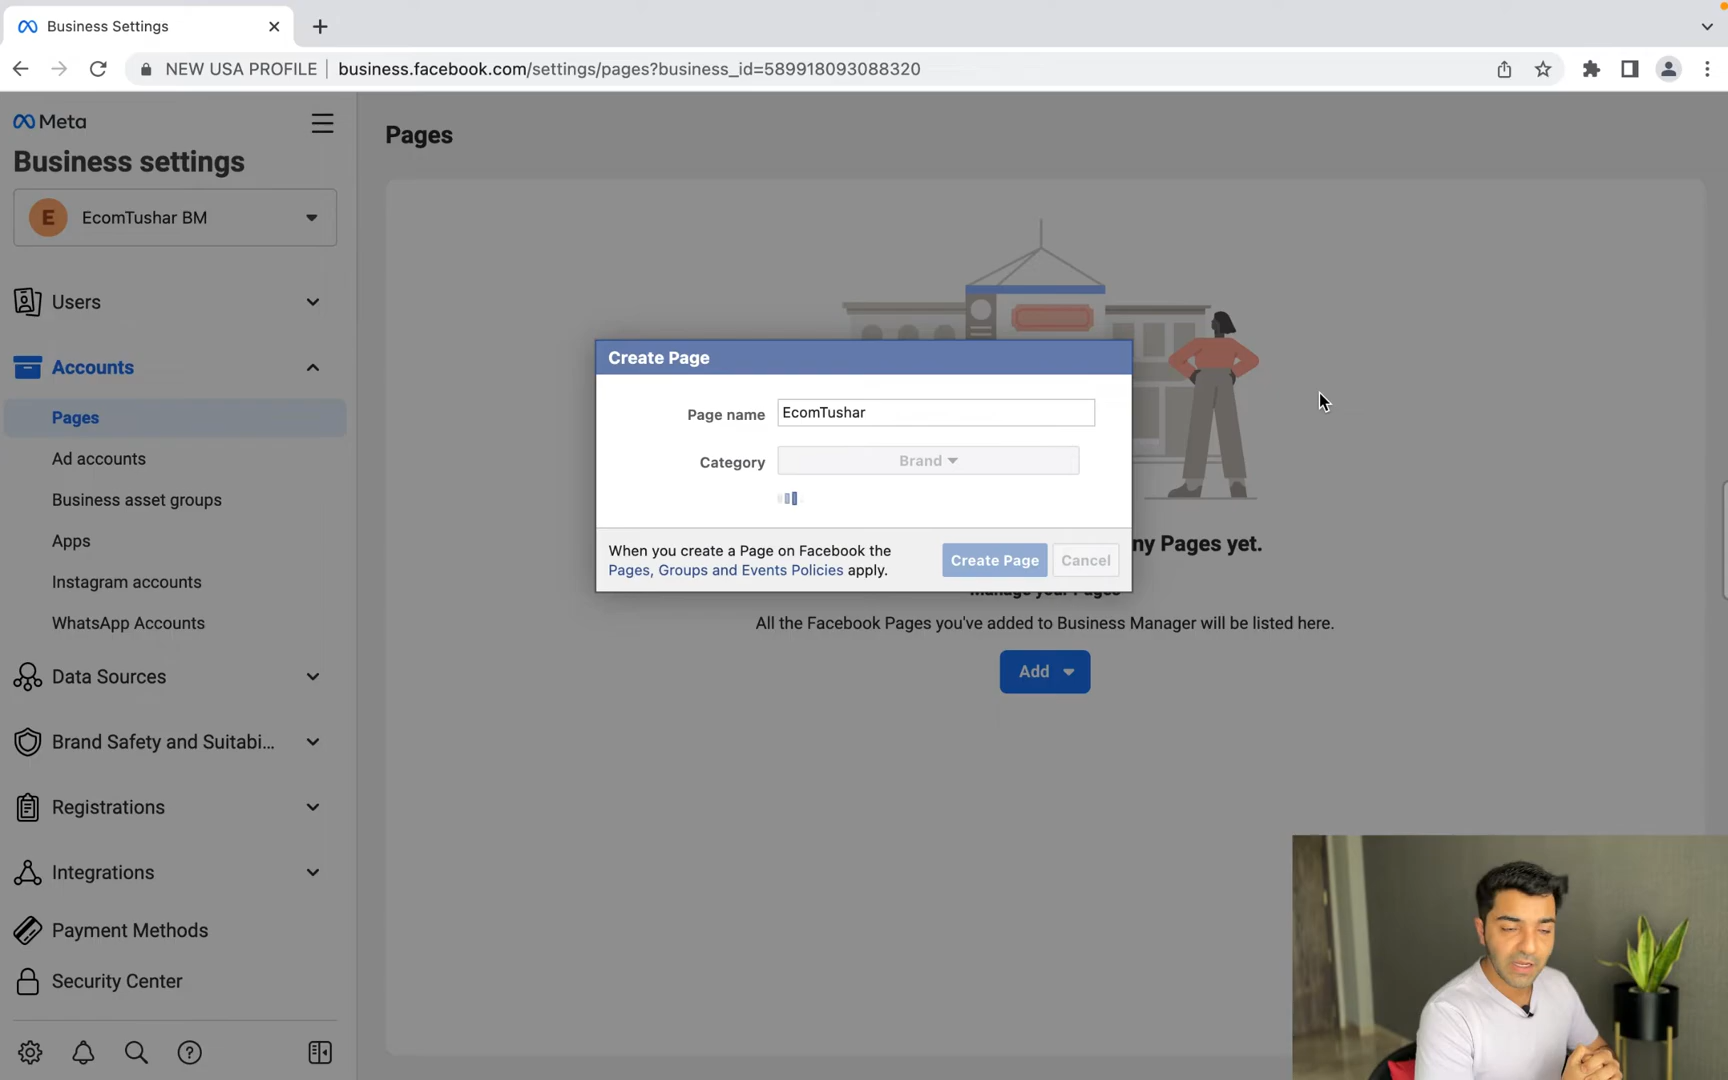 Business Settings
NEW USA PROFILE
business.facebook.com/settings/pages?business_id=589918093088320
Meta
Business settings
E
EcomTushar BM
Users
Accounts
Pages
Ad accounts
Business asset groups
Apps
Instagram accounts
WhatsApp Accounts
Data Sources
Brand Safety and Suitabi...
Registrations
Integrations
Payment Methods
Security Center
Pages
Create Page
Page name
EcomTushar
Category
Brand
When you create a Page on Facebook the
Pages, Groups and Events Policies apply.
Create Page
Cancel
ny Pages yet.
Manage your Pages
All the Facebook Pages you've added to Business Manager will be listed here.
Add